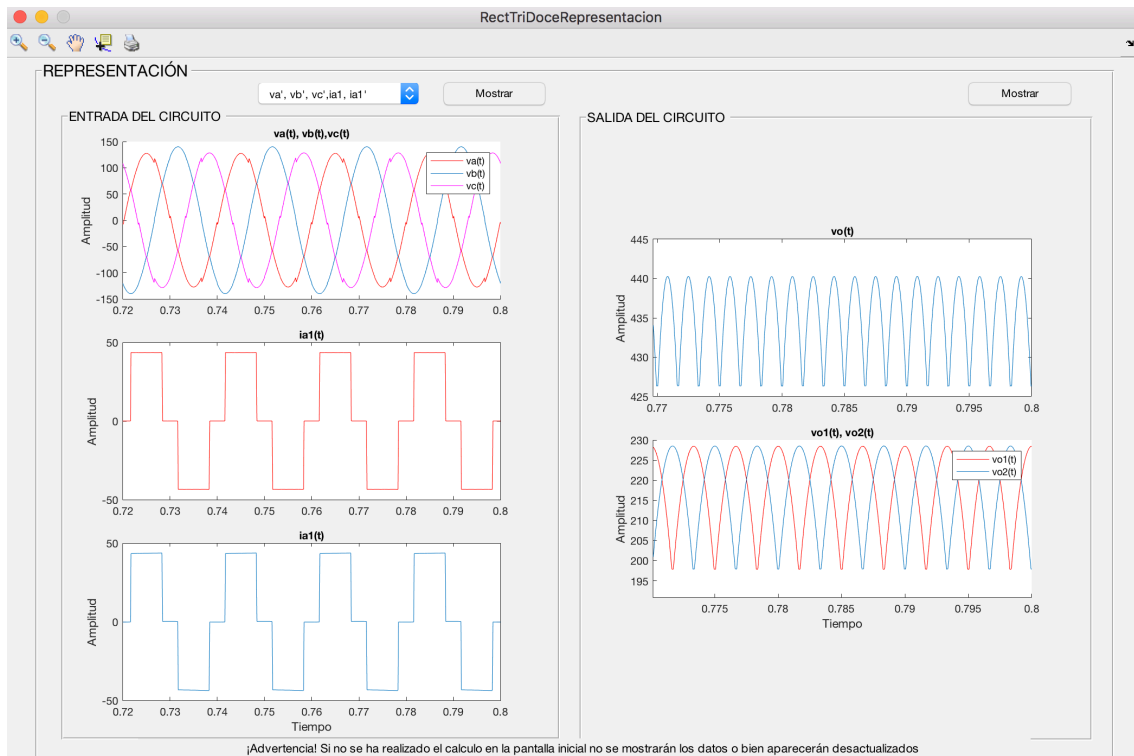 RectTriDoceRepresentacion
REPRESENTACIÓN
va', vb', vc',ia1, ia1'
Mostrar
Mostrar
ENTRADA DEL CIRCUITO
va(t), vb(t),vc(t)
Amplitud
150
100
50
0
-50
-100
-150
va(t)
vb(t)
vc(t)
0.72 0.73 0.74 0.75 0.76 0.77 0.78 0.79 0.8
ia1(t)
Amplitud
50
0
-50
0.72 0.73 0.74 0.75 0.76 0.77 0.78 0.79 0.8
ia1(t)
Amplitud
50
0
-50
0.72 0.73 0.74 0.75 0.76 0.77 0.78 0.79 0.8
Tiempo
SALIDA DEL CIRCUITO
vo(t)
Amplitud
445
440
435
430
425
0.77 0.775 0.78 0.785 0.79 0.795 0.8
vo1(t), vo2(t)
Amplitud
230
225
220
215
210
205
200
195
vo1(t)
vo2(t)
0.775 0.78 0.785 0.79 0.795 0.8
Tiempo
¡Advertencia! Si no se ha realizado el calculo en la pantalla inicial no se mostrarán los datos o bien aparecerán desactualizados